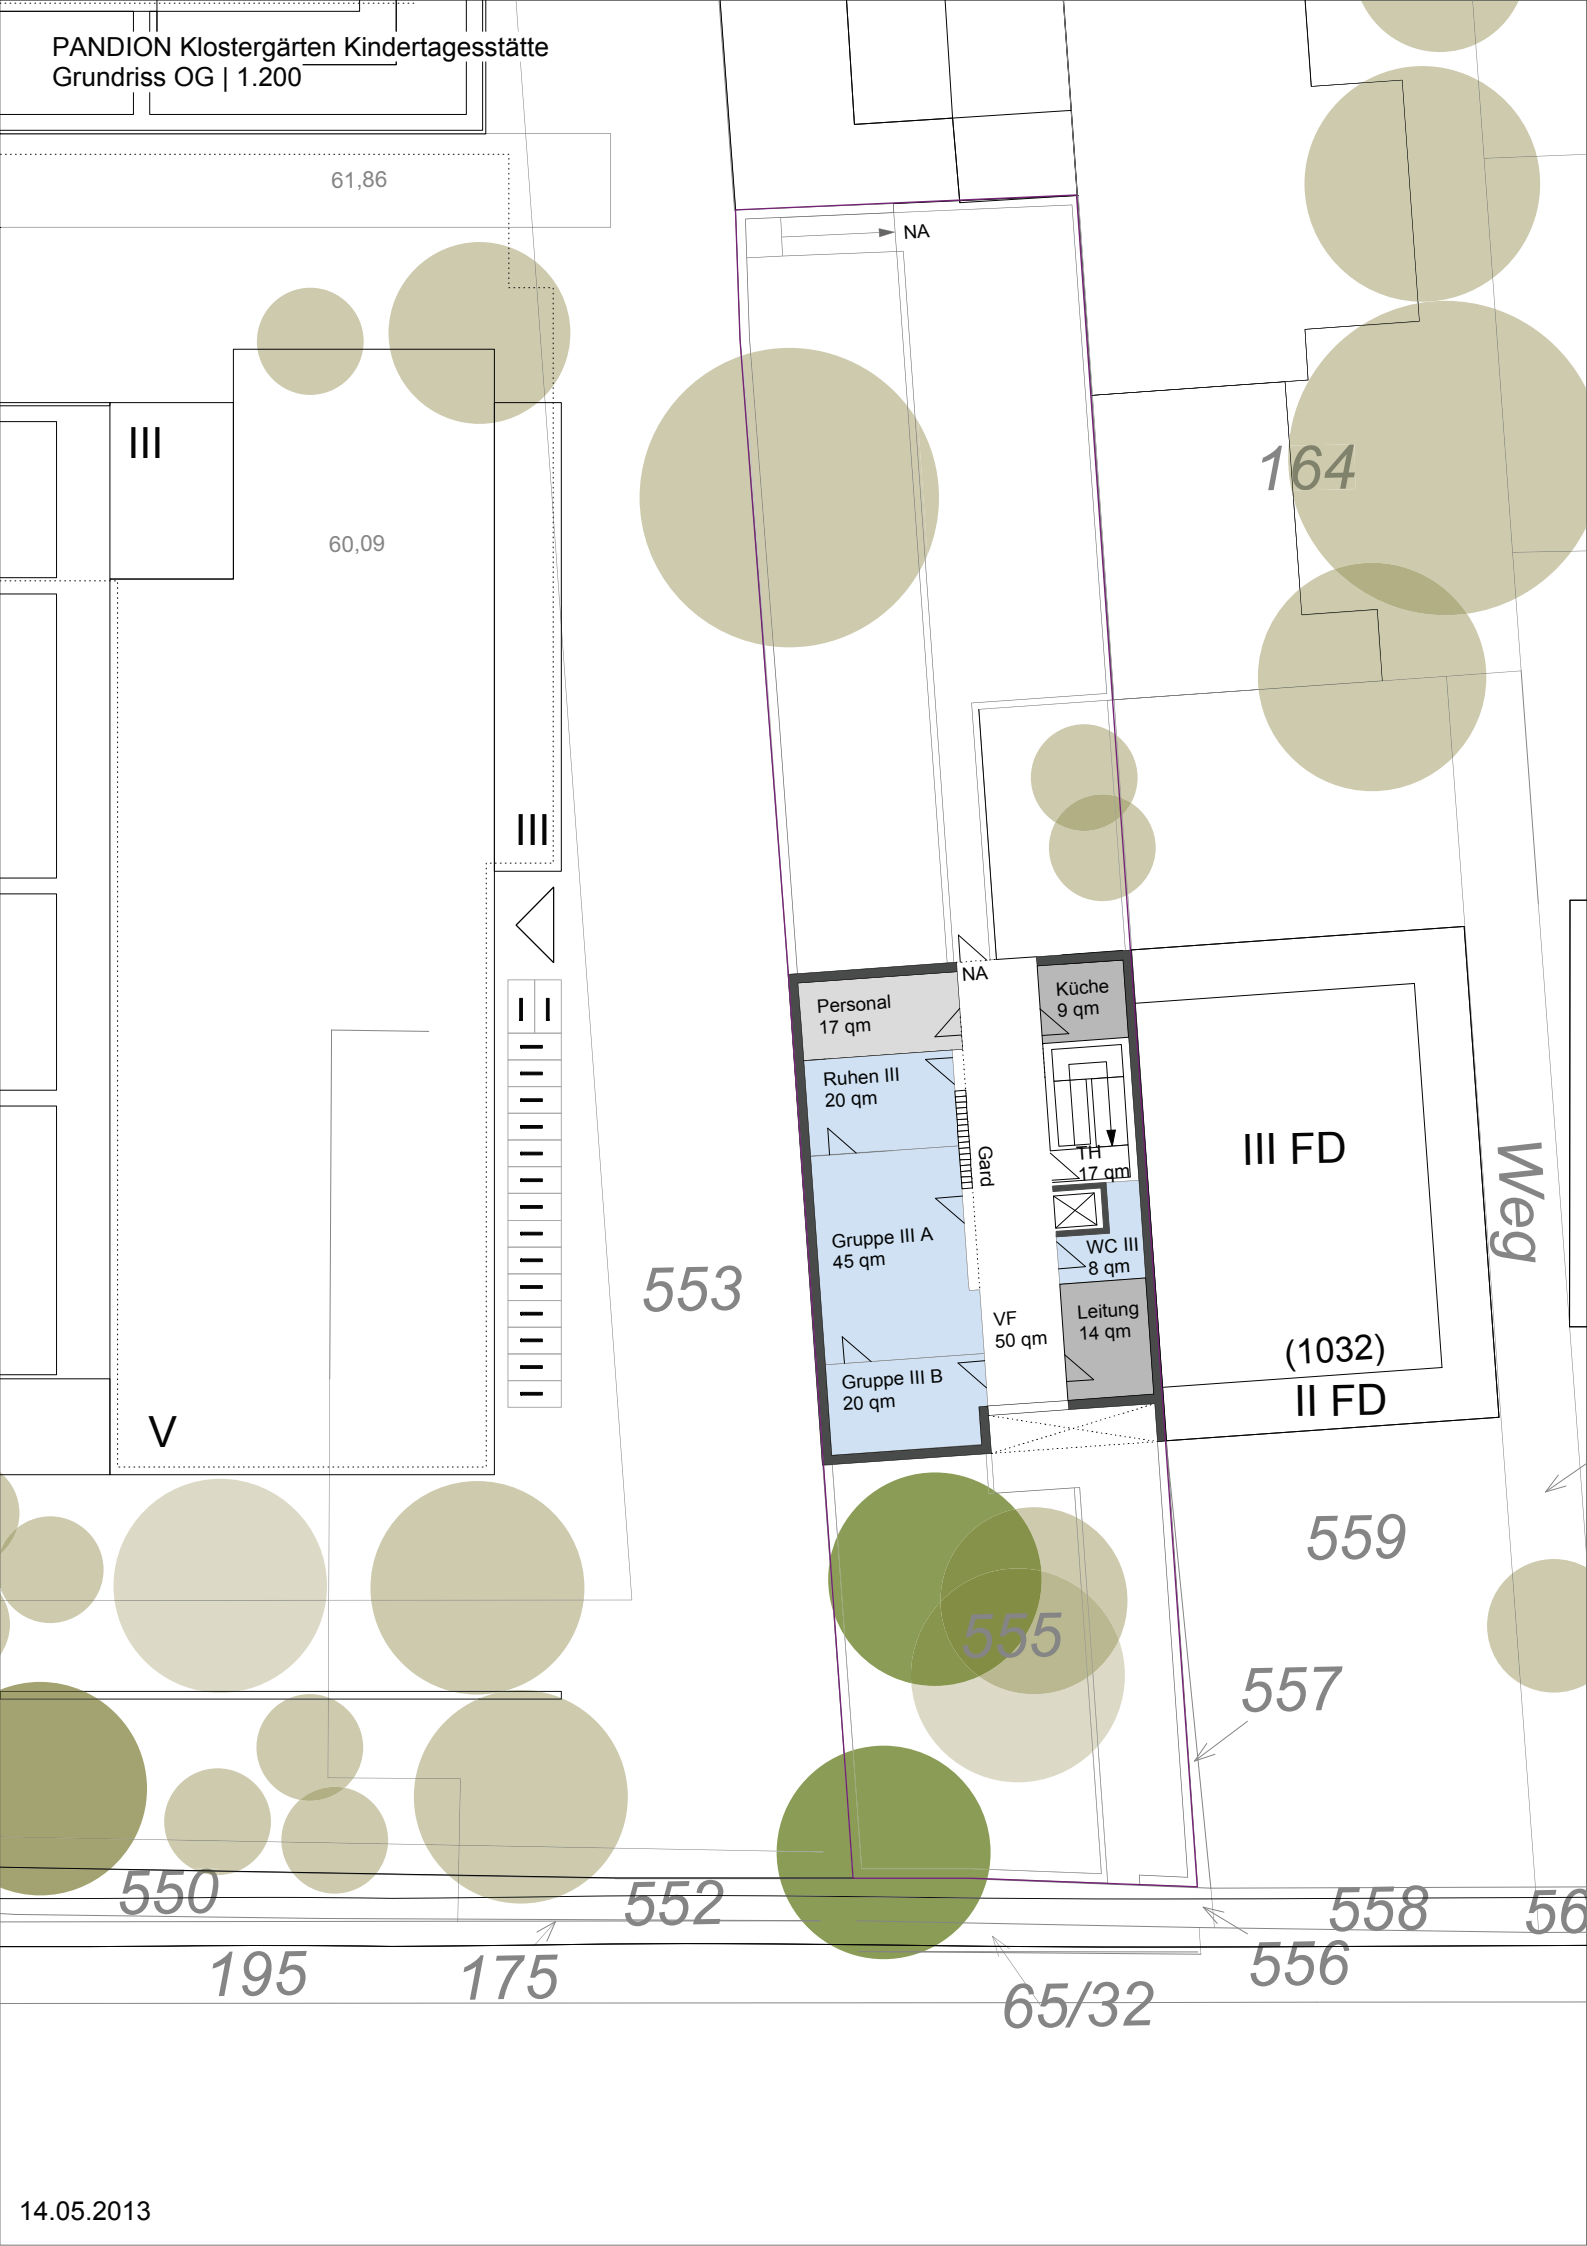 PANDION Klostergärten Kindertagesstätte
Grundriss OG | 1.200
61,86
NA
III
164
60,09
III
NA
Personal
17 qm
Küche
9 qm
Ruhen III
20 qm
Gard
TH
17 qm
III FD
Weg
Gruppe III A
45 qm
WC III
8 qm
553
VF
50 qm
Leitung
14 qm
(1032)
II FD
Gruppe III B
20 qm
V
559
555
557
550
552
558
56
195
175
556
65/32
14.05.2013